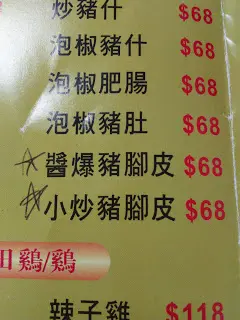 炒豬什 $68
泡椒豬什 $68
泡椒肥腸 $68
泡椒豬肚 $68
醬爆豬腳皮 $68
小炒豬腳皮 $68
田鷄/鷄
辣子雞 $118